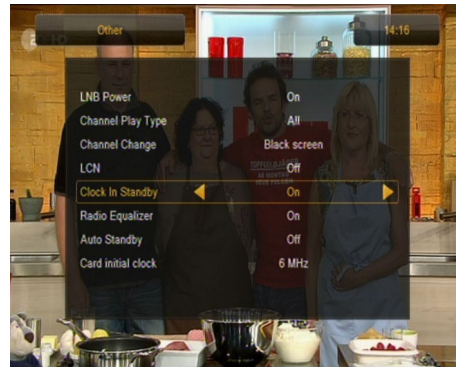 Other
14:16
LNB Power On
Channel Play Type All
Channel Change Black screen
LCN Off
Clock In Standby On
Radio Equalizer On
Auto Standby Off
Card initial clock 6 MHz
TOPFELDJÄGER